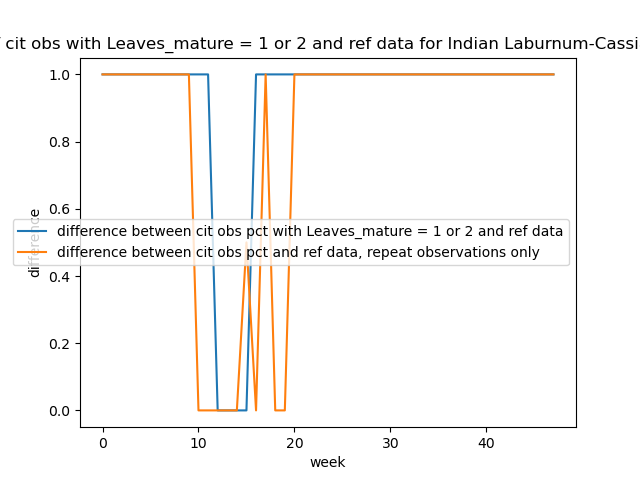 cit obs with Leaves_mature = 1 or 2 and ref data for Indian Laburnum-Cassi
1.0
0.8
0.6
0.4
0.2
0.0
difference
difference between cit obs pct with Leaves_mature = 1 or 2 and ref data
difference between cit obs pct and ref data, repeat observations only
0 10 20 30 40
week